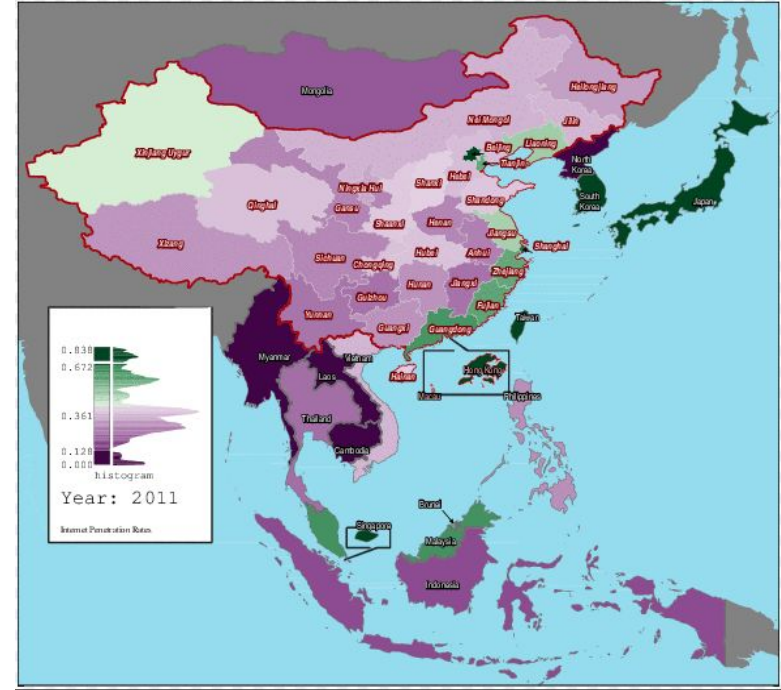 Mongolia
Heilongjiang
Nei Mongol
Jilin
Xinjiang Uygur
Beijing
Liaoning
Tianjin
North
Korea
Hebei
Shanxi
Ningxia Hui
Qinghai
Gansu
Shandong
South
Korea
Japan
Shaanxi
Henan
Jiangsu
Xizang
Shanghai
Sichuan
Hubei
Anhui
Chongqing
Zhejiang
Hunan
Jiangxi
Guizhou
Fujian
Yunnan
Guangxi
Guangdong
Taiwan
Myanmar
Vietnam
Laos
Hainan
Hong Kong
Macau
Philippines
Thailand
Cambodia
Brunei
Singapore
Malaysia
Indonesia
0.838
0.672
0.361
0.128
0.000
histogram
Year: 2011
Internet Penetration Rates